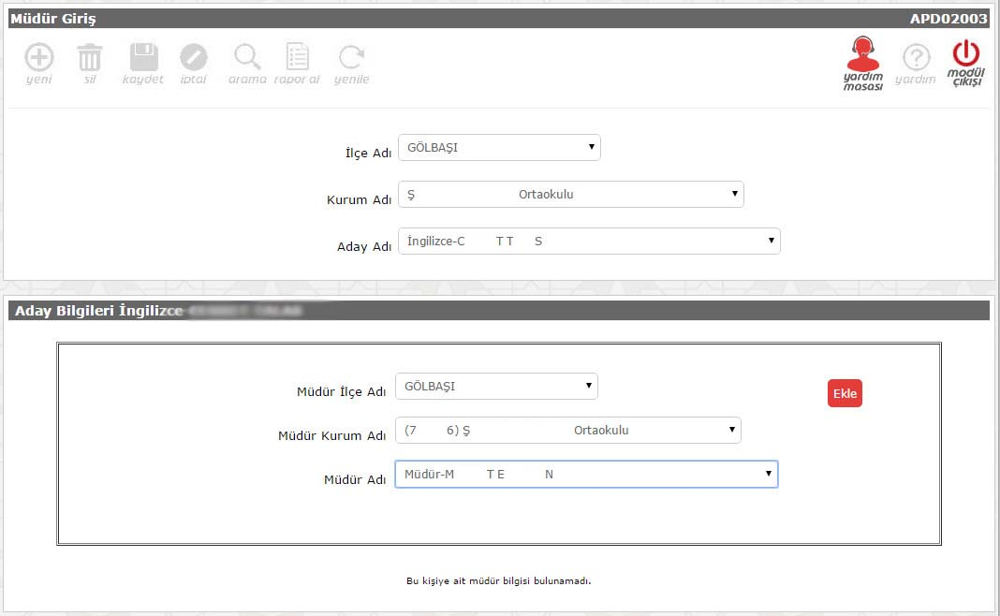 Müdür Giriş APD02003
yeni sil kaydet iptal arama rapor al yenile yardım masası yardım modül çıkışı
İlçe Adı GÖLBAŞI
Kurum Adı Ş Ortaokulu
Aday Adı İngilizce-C T T S
Aday Bilgileri İngilizce
Müdür İlçe Adı GÖLBAŞI
Ekle
Müdür Kurum Adı (7 6) Ş Ortaokulu
Müdür Adı Müdür-M T E N
Bu kişiye ait müdür bilgisi bulunamadı.